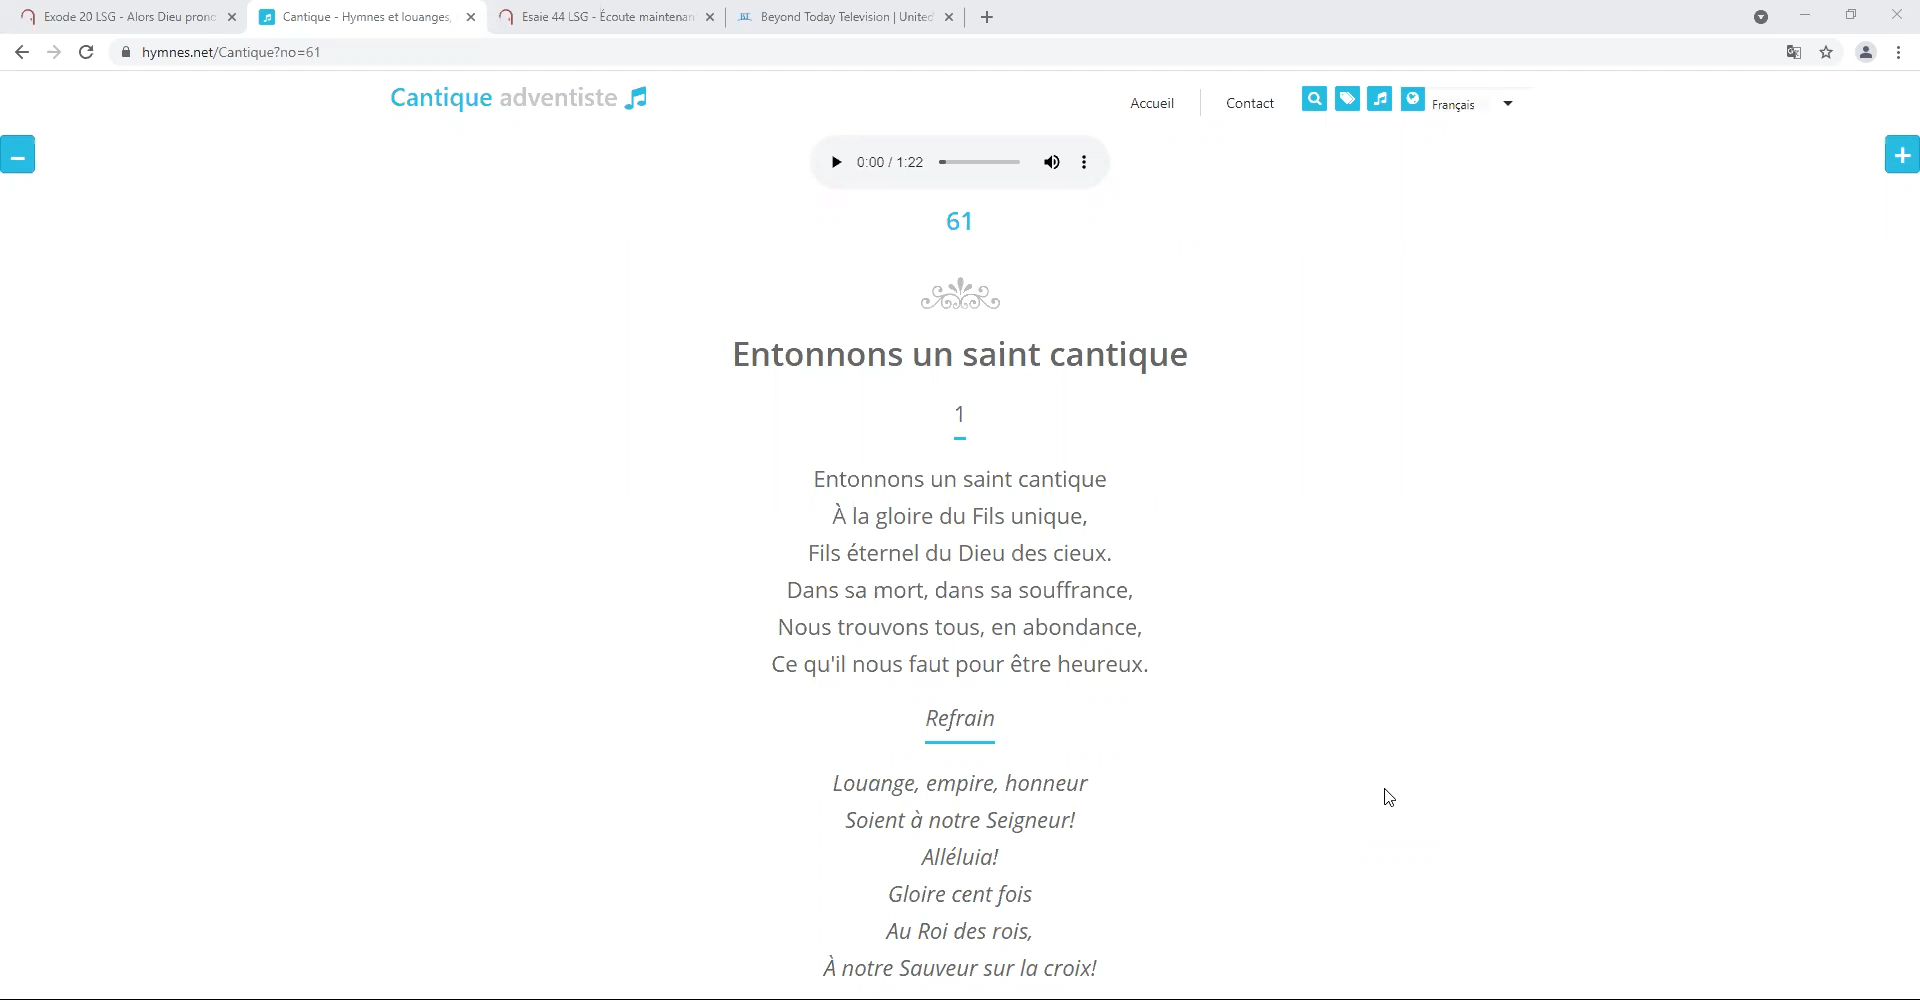 Exode 20 LSG - Alors Dieu pronc
Cantique - Hymnes et louanges,
Esaie 44 LSG - Écoute maintenan
Beyond Today Television | United
hymnes.net/Cantique?no=61
Cantique adventiste
Accueil
Contact
Français
0:00 / 1:22
61
Entonnons un saint cantique
1
Entonnons un saint cantique
À la gloire du Fils unique,
Fils éternel du Dieu des cieux.
Dans sa mort, dans sa souffrance,
Nous trouvons tous, en abondance,
Ce qu'il nous faut pour être heureux.
Refrain
Louange, empire, honneur
Soient à notre Seigneur!
Alléluia!
Gloire cent fois
Au Roi des rois,
À notre Sauveur sur la croix!